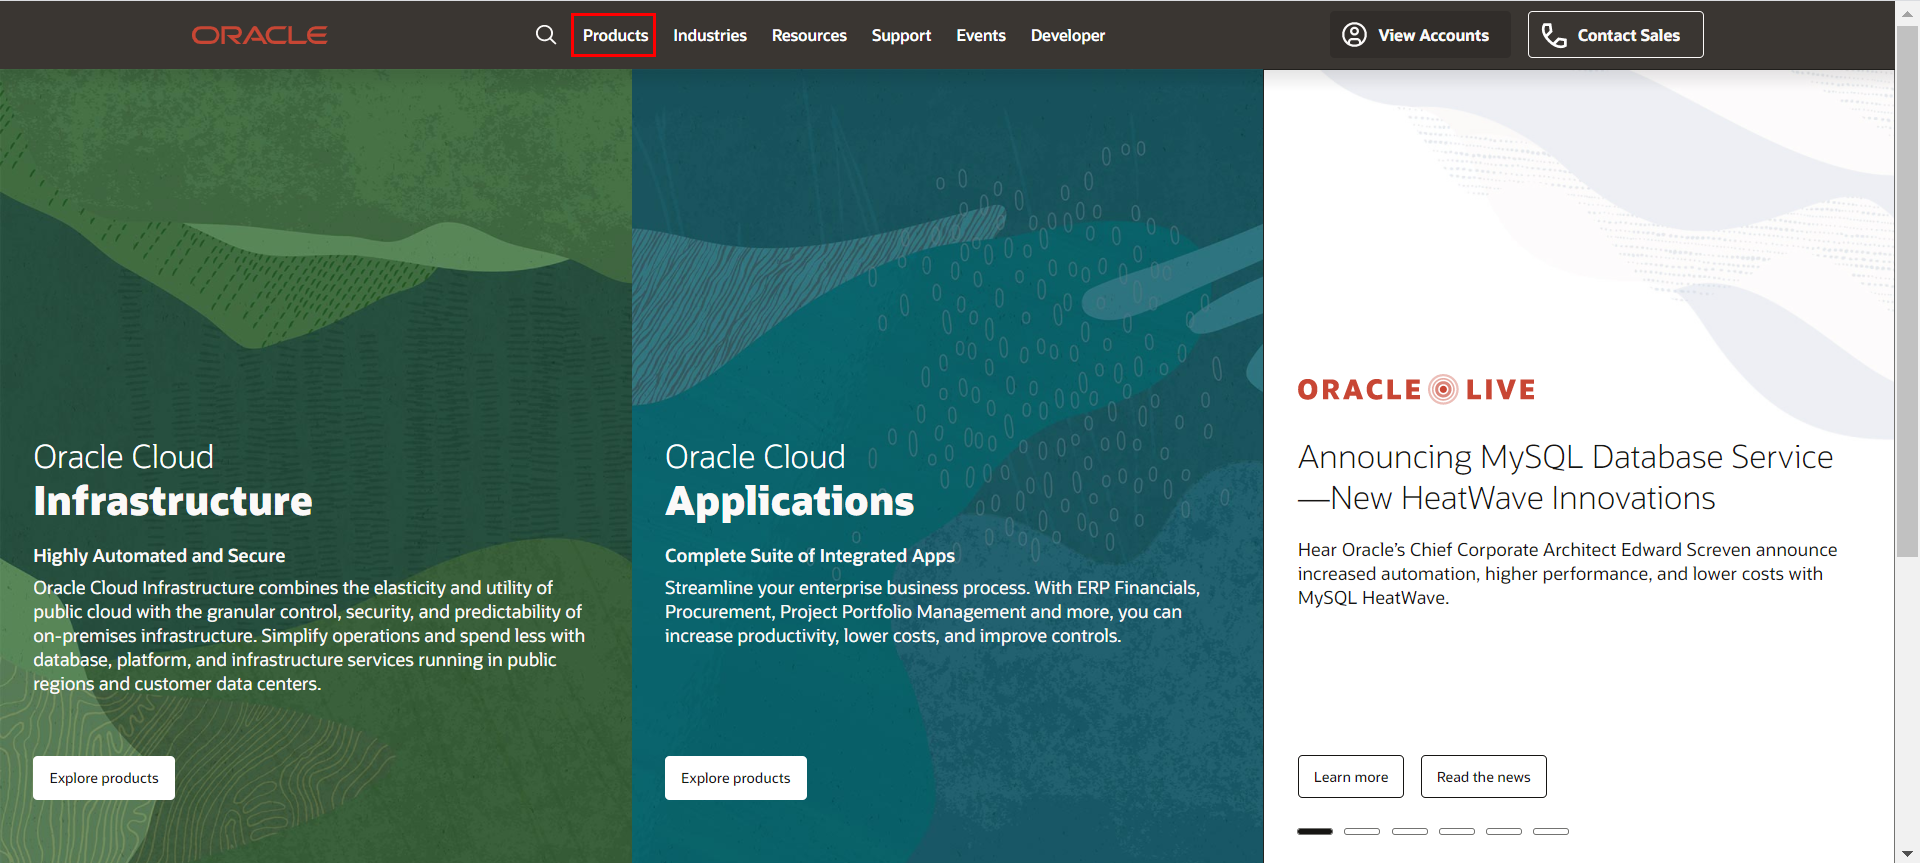 ORACLE
Products Industries Resources Support Events Developer
View Accounts
Contact Sales
Oracle Cloud
Infrastructure
Highly Automated and Secure
Oracle Cloud Infrastructure combines the elasticity and utility of
public cloud with the granular control, security, and predictability of
on-premises infrastructure. Simplify operations and spend less with
database, platform, and infrastructure services running in public
regions and customer data centers.
Explore products
Oracle Cloud
Applications
Complete Suite of Integrated Apps
Streamline your enterprise business process. With ERP Financials,
Procurement, Project Portfolio Management and more, you can
increase productivity, lower costs, and improve controls.
Explore products
ORACLE LIVE
Announcing MySQL Database Service
—New HeatWave Innovations
Hear Oracle’s Chief Corporate Architect Edward Screven announce
increased automation, higher performance, and lower costs with
MySQL HeatWave.
Learn more
Read the news